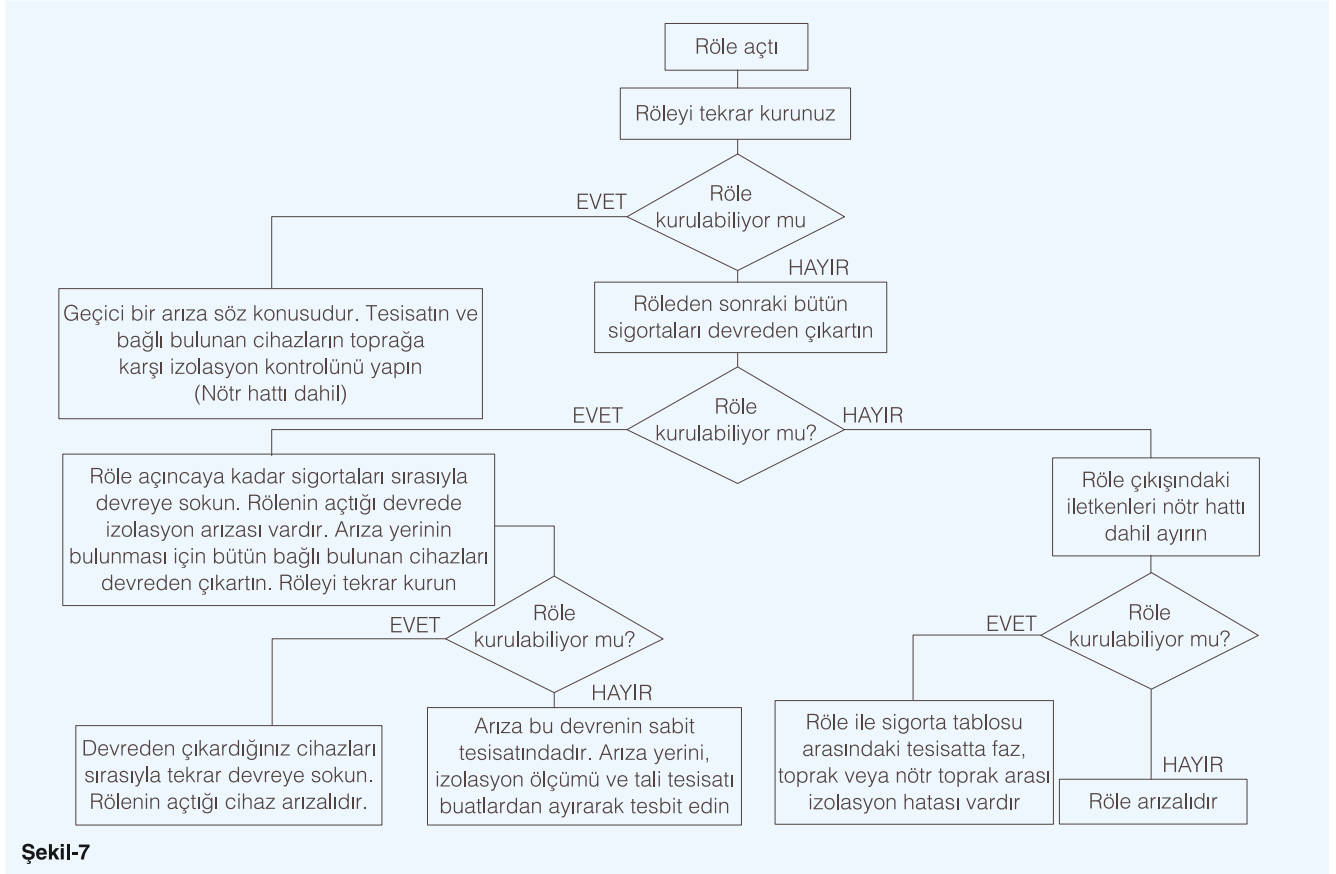 Röle açtı
Röleyi tekrar kurunuz
Röle
kurulabiliyor mu
EVET
HAYIR
Geçici bir arıza söz konusudur. Tesisatın ve
bağlı bulunan cihazların toprağa
karşı izolasyon kontrolünü yapın
(Nötr hattı dahil)
Röleden sonraki bütün
sigortaları devreden çıkartın
Röle
kurulabiliyor mu?
EVET
HAYIR
Röle açıncaya kadar sigortaları sırasıyla
devreye sokun. Rölenin açtığı devrede
izolasyon arızası vardır. Arıza yerinin
bulunması için bütün bağlı bulunan cihazları
devreden çıkartın. Röleyi tekrar kurun
Röle çıkışındaki
iletkenleri nötr hattı
dahil ayırın
Röle
kurulabiliyor mu?
EVET
HAYIR
Röle
kurulabiliyor mu?
EVET
HAYIR
Devreden çıkardığınız cihazları
sırasıyla tekrar devreye sokun.
Rölenin açtığı cihaz arızalıdır.
Arıza bu devrenin sabit
tesisatındadır. Arıza yerini,
izolasyon ölçümü ve tali tesisatı
buatlardan ayırarak tesbit edin
Röle ile sigorta tablosu
arasındaki tesisatta faz,
toprak veya nötr toprak arası
izolasyon hatası vardır
Röle arızalıdır
Şekil-7